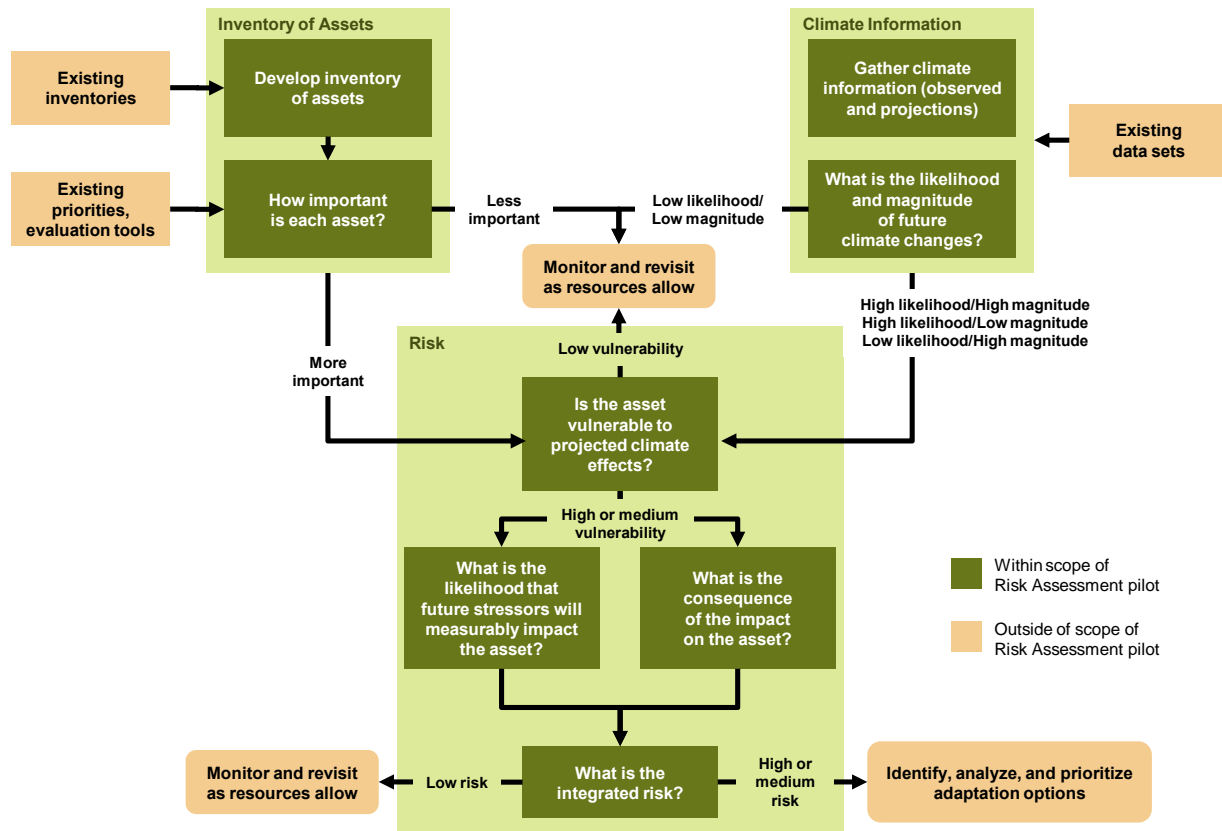 Inventory of Assets
Climate Information
Existing
inventories
Develop inventory
of assets
Gather climate
information (observed
and projections)
Existing
data sets
Existing
priorities,
evaluation tools
How important
is each asset?
Less
important
Low likelihood/
Low magnitude
What is the likelihood
and magnitude
of future
climate changes?
Monitor and revisit
as resources allow
High likelihood/High magnitude
High likelihood/Low magnitude
Low likelihood/High magnitude
Risk
Low vulnerability
More
important
Is the asset
vulnerable to
projected climate
effects?
High or medium
vulnerability
What is the
likelihood that
future stressors will
measurably impact
the asset?
What is the
consequence
of the impact
on the asset?
Within scope of
Risk Assessment pilot
Outside of scope of
Risk Assessment pilot
Monitor and revisit
as resources allow
Low risk
What is the
integrated risk?
High or
medium
risk
Identify, analyze, and prioritize
adaptation options